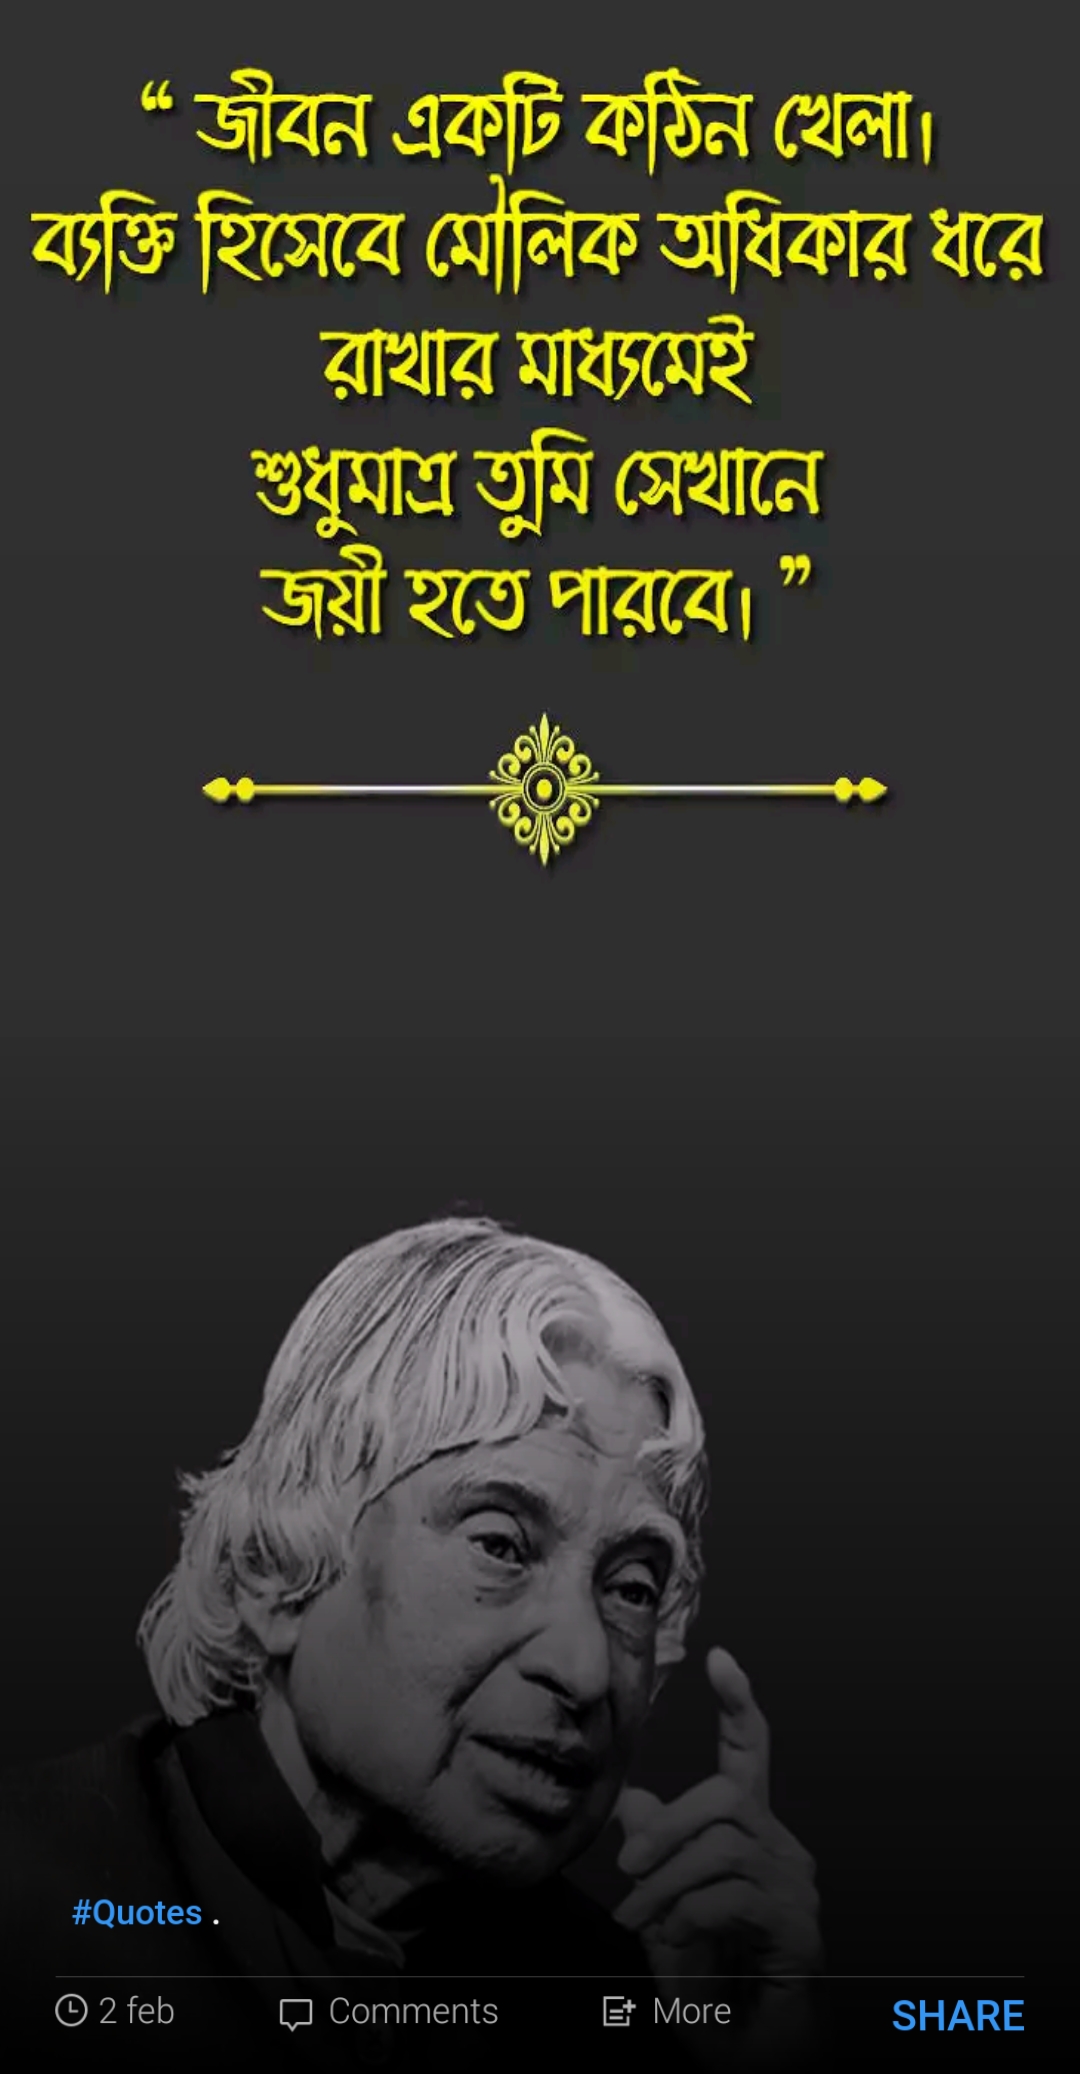 “ জীবন একটি কঠিন খেলা।
ব্যক্তি হিসেবে মৌলিক অধিকার ধরে
রাখার মাধ্যমেই
শুধুমাত্র তুমি সেখানে
জয়ী হতে পারবে। ”
#Quotes .
2 feb
Comments
More
SHARE